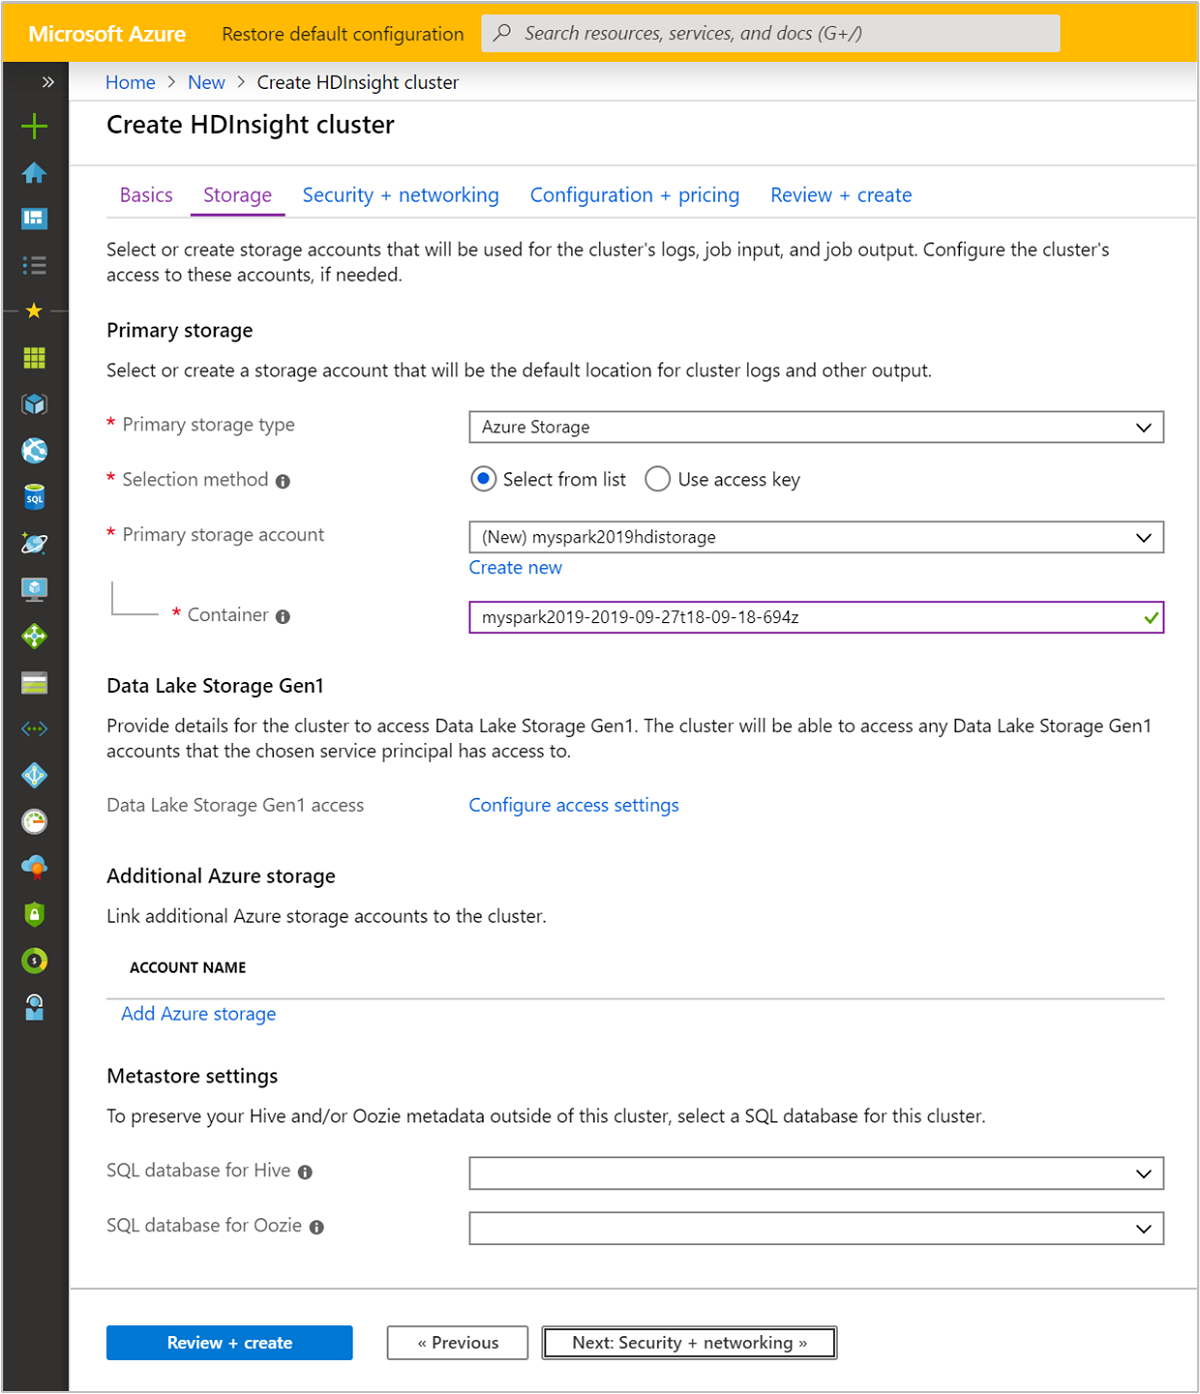 Microsoft Azure Restore default configuration Search resources, services, and docs (G+/)
» Home > New > Create HDInsight cluster
Create HDInsight cluster
Basics Storage Security + networking Configuration + pricing Review + create
Select or create storage accounts that will be used for the cluster's logs, job input, and job output. Configure the cluster's
access to these accounts, if needed.
Primary storage
Select or create a storage account that will be the default location for cluster logs and other output.
* Primary storage type Azure Storage
* Selection method Select from list Use access key
* Primary storage account (New) myspark2019hdistorage
Create new
* Container myspark2019-2019-09-27t18-09-18-694z
Data Lake Storage Gen1
Provide details for the cluster to access Data Lake Storage Gen1. The cluster will be able to access any Data Lake Storage Gen1
accounts that the chosen service principal has access to.
Data Lake Storage Gen1 access Configure access settings
Additional Azure storage
Link additional Azure storage accounts to the cluster.
ACCOUNT NAME
Add Azure storage
Metastore settings
To preserve your Hive and/or Oozie metadata outside of this cluster, select a SQL database for this cluster.
SQL database for Hive
SQL database for Oozie
Review + create « Previous Next: Security + networking »